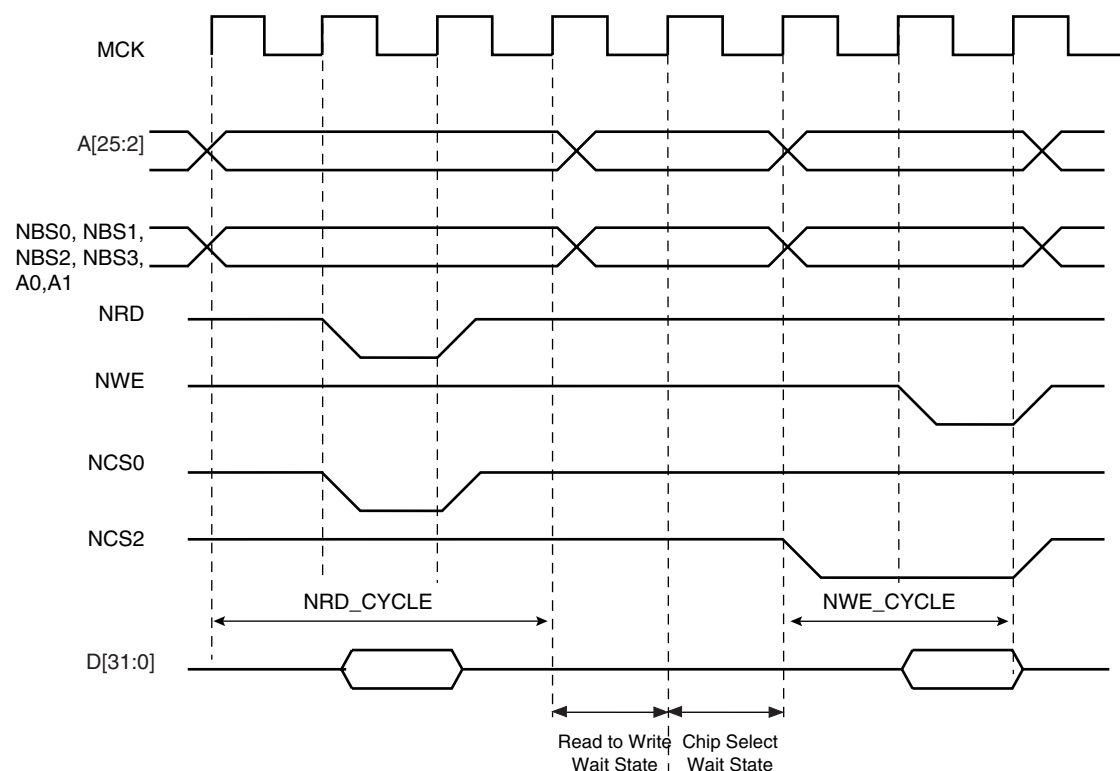 MCK
A[25:2]
NBS0, NBS1,
NBS2, NBS3,
A0,A1
NRD
NWE
NCS0
NCS2
NRD_CYCLE
NWE_CYCLE
D[31:0]
Read to Write
Wait State
Chip Select
Wait State